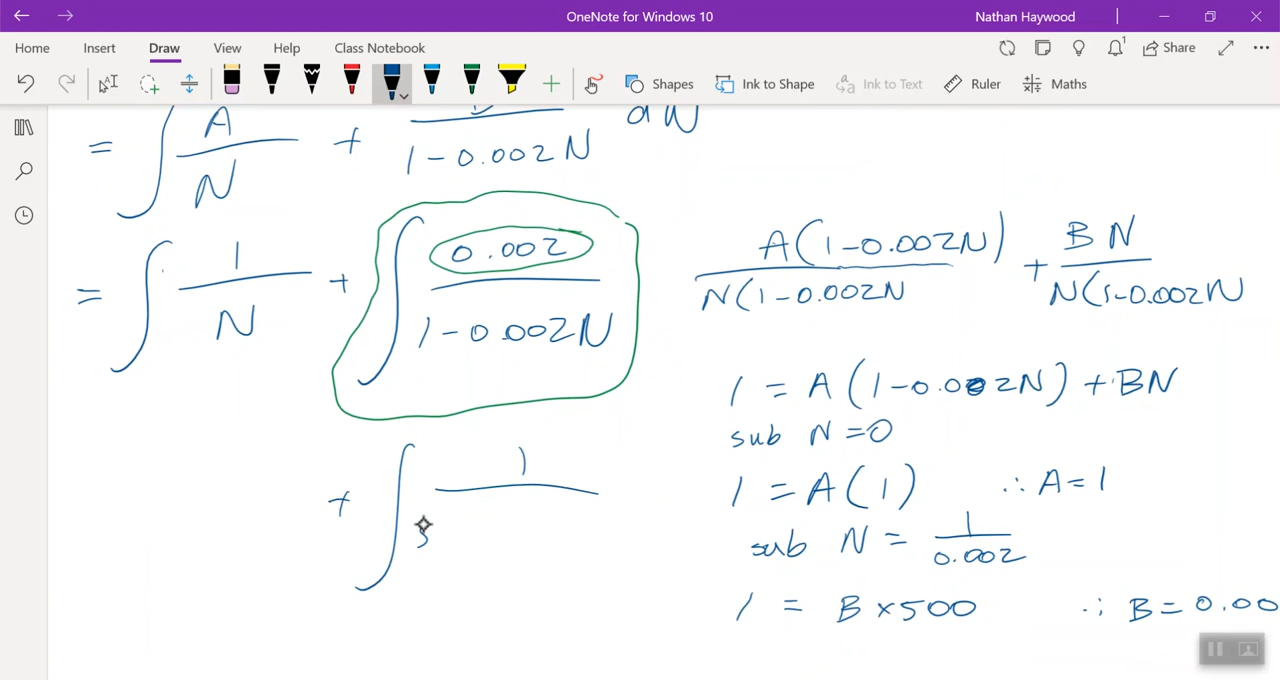 OneNote for Windows 10
Nathan Haywood
Home Insert Draw View Help Class Notebook
1
Share
Shapes
Ink to Shape
Ink to Text
Ruler
Maths
= ∫ A/N + /(1-0.002N) dN
= ∫ 1/N + ∫ 0.002/(1-0.002N)
+ ∫ 1/5
A(1-0.002N)/N(1-0.002N + BN/N(1-0.002N
1 = A(1-0.002N) + BN
sub N=0
1 = A(1) ∴ A=1
sub N = 1/0.002
1 = B×500 ∴ B=0.00